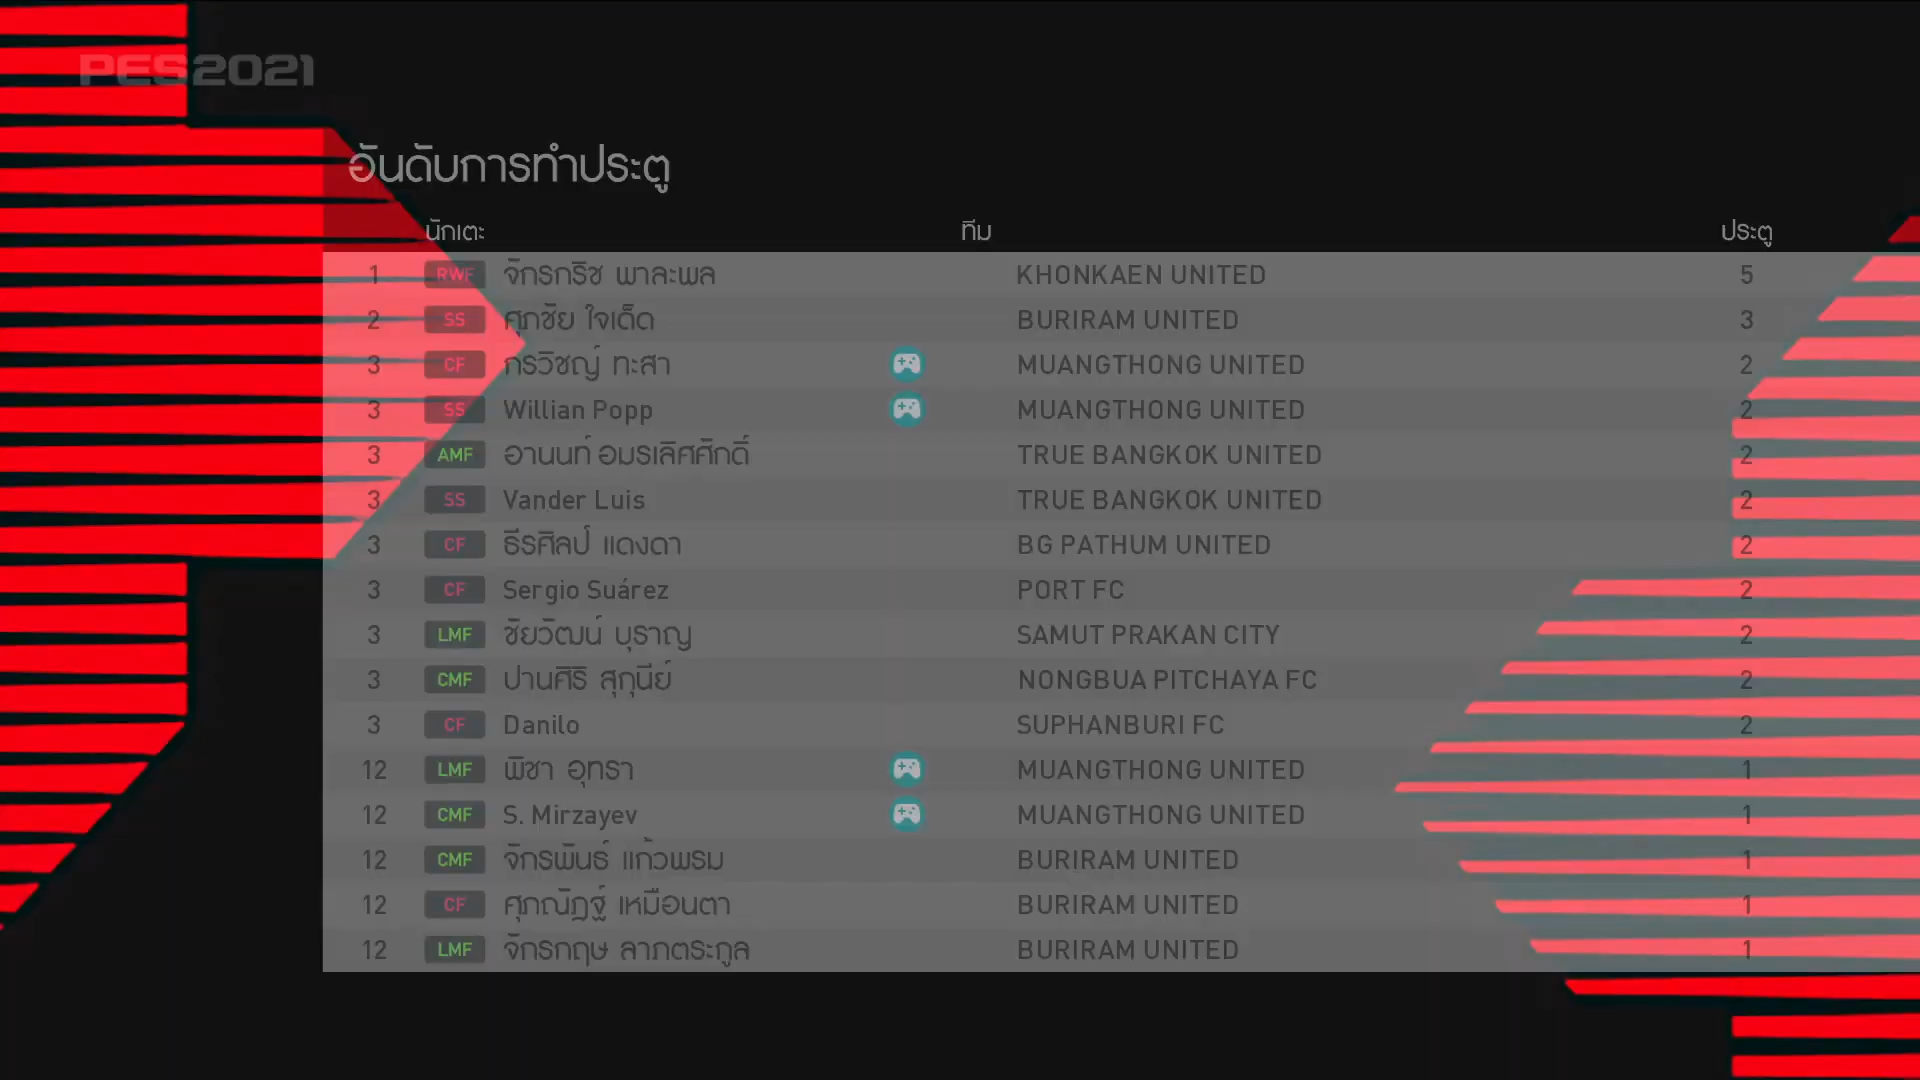 PES2021
อันดับการทำประตู
นักเตะ ทีม ประตู
1 RWF จักรกริช พาละพล KHONKAEN UNITED 5
2 SS ศุภชัย ใจเด็ด BURIRAM UNITED 3
3 CF กรวิชญ์ ทะสา MUANGTHONG UNITED 2
3 SS Willian Popp MUANGTHONG UNITED 2
3 AMF อานนท์ อมรเลิศศักดิ์ TRUE BANGKOK UNITED 2
3 SS Vander Luis TRUE BANGKOK UNITED 2
3 CF ธีรศิลป์ แดงดา BG PATHUM UNITED 2
3 CF Sergio Suárez PORT FC 2
3 LMF ชัยวัฒน์ บุราญ SAMUT PRAKAN CITY 2
3 CMF ปานศิริ สุกุนีย์ NONGBUA PITCHAYA FC 2
3 CF Danilo SUPHANBURI FC 2
12 LMF พิชา อุทรา MUANGTHONG UNITED 1
12 CMF S. Mirzayev MUANGTHONG UNITED 1
12 CMF จักรพันธ์ แก้วพรม BURIRAM UNITED 1
12 CF ศุภณัฏฐ์ เหมือนตา BURIRAM UNITED 1
12 LMF จักรกฤษ ลาภตระกูล BURIRAM UNITED 1